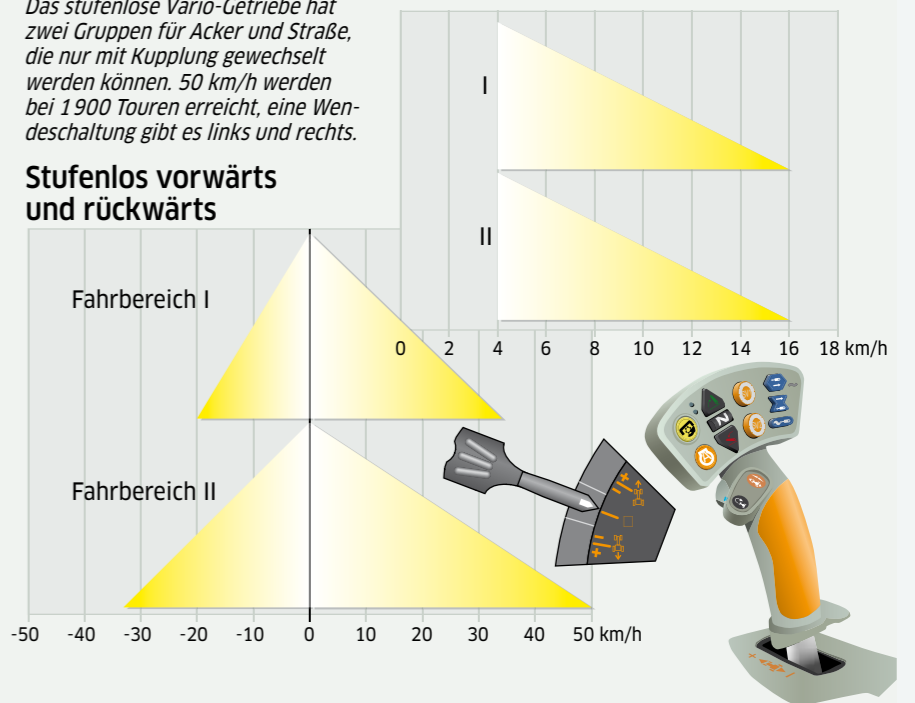 Das stufenlose Vario-Getriebe hat
zwei Gruppen für Acker und Straße,
die nur mit Kupplung gewechselt
werden können. 50 km/h werden
bei 1900 Touren erreicht, eine Wen-
deschaltung gibt es links und rechts.
Stufenlos vorwärts
und rückwärts
I
II
0 2 4 6 8 10 12 14 16 18 km/h
Fahrbereich I
Fahrbereich II
-50 -40 -30 -20 -10 0 10 20 30 40 50 km/h
N